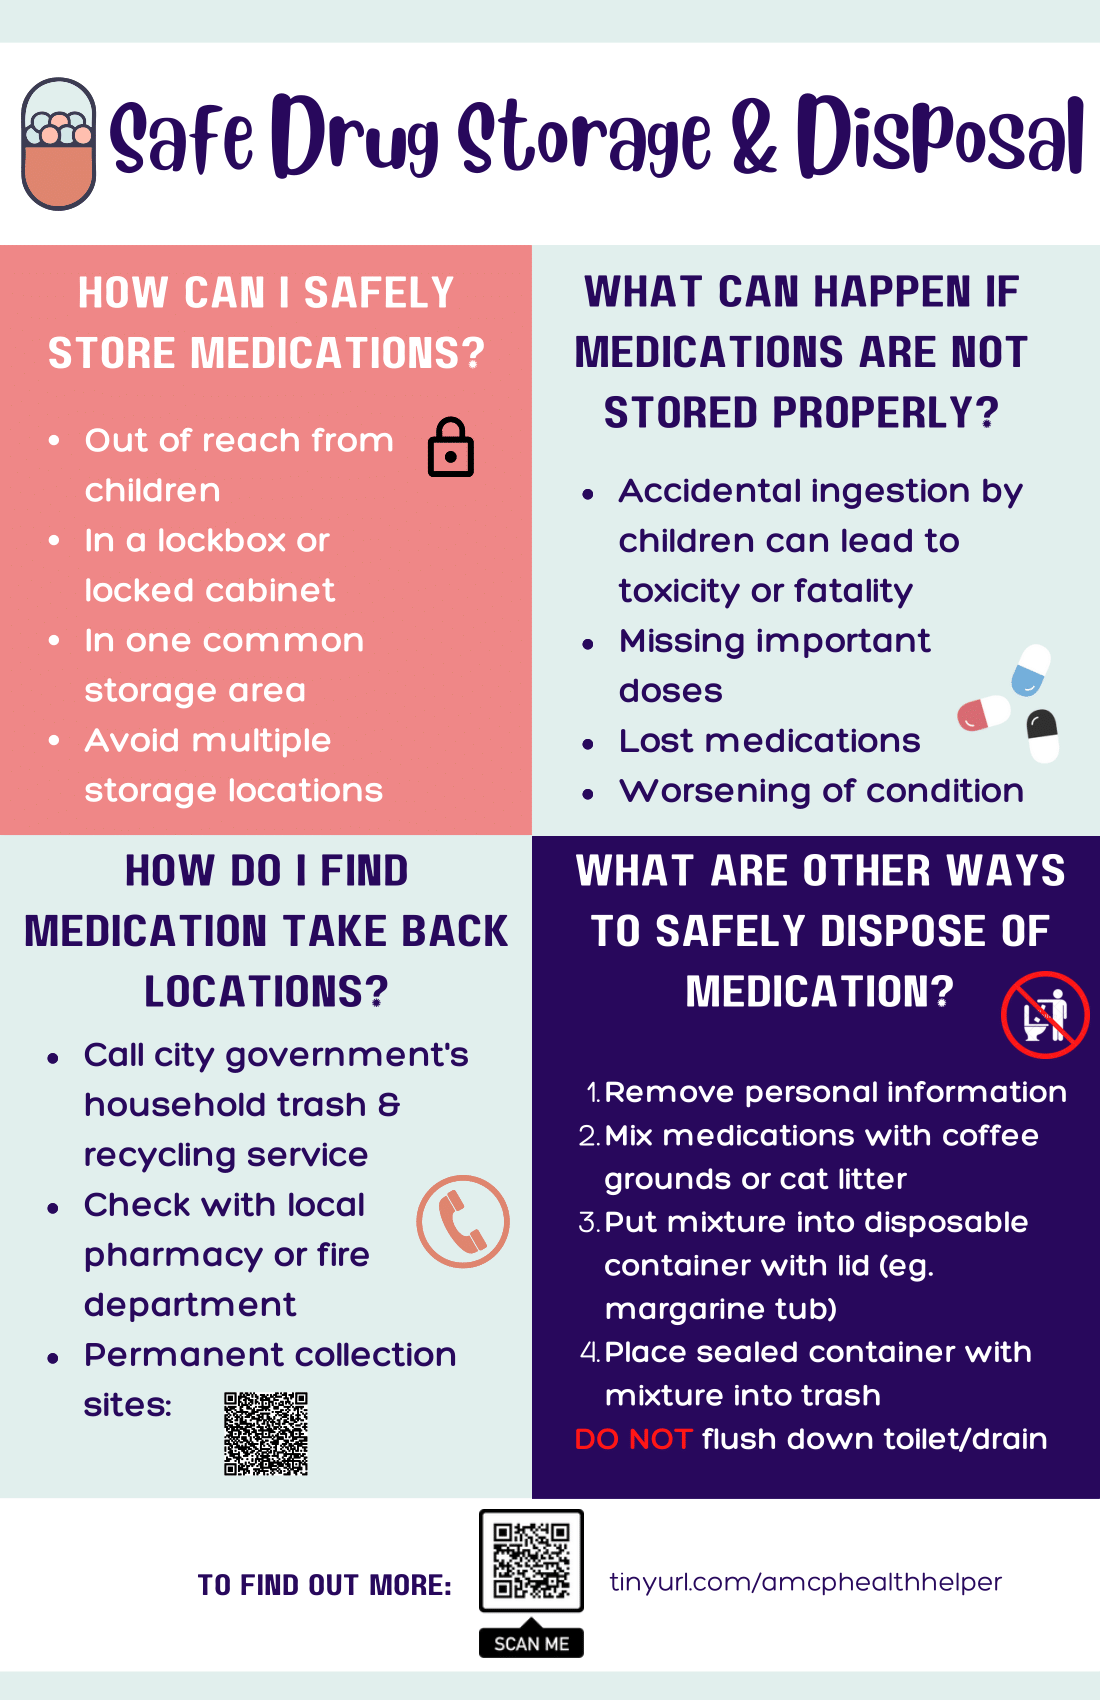 Safe Drug Storage & Disposal
HOW CAN I SAFELY
STORE MEDICATIONS?
• Out of reach from
children
• In a lockbox or
locked cabinet
• In one common
storage area
• Avoid multiple
storage locations
WHAT CAN HAPPEN IF
MEDICATIONS ARE NOT
STORED PROPERLY?
• Accidental ingestion by
children can lead to
toxicity or fatality
• Missing important
doses
• Lost medications
• Worsening of condition
HOW DO I FIND
MEDICATION TAKE BACK
LOCATIONS?
• Call city government's
household trash &
recycling service
• Check with local
pharmacy or fire
department
• Permanent collection
sites:
WHAT ARE OTHER WAYS
TO SAFELY DISPOSE OF
MEDICATION?
1. Remove personal information
2. Mix medications with coffee
grounds or cat litter
3. Put mixture into disposable
container with lid (eg.
margarine tub)
4. Place sealed container with
mixture into trash
DO NOT flush down toilet/drain
TO FIND OUT MORE:
SCAN ME
tinyurl.com/amcphealthhelper